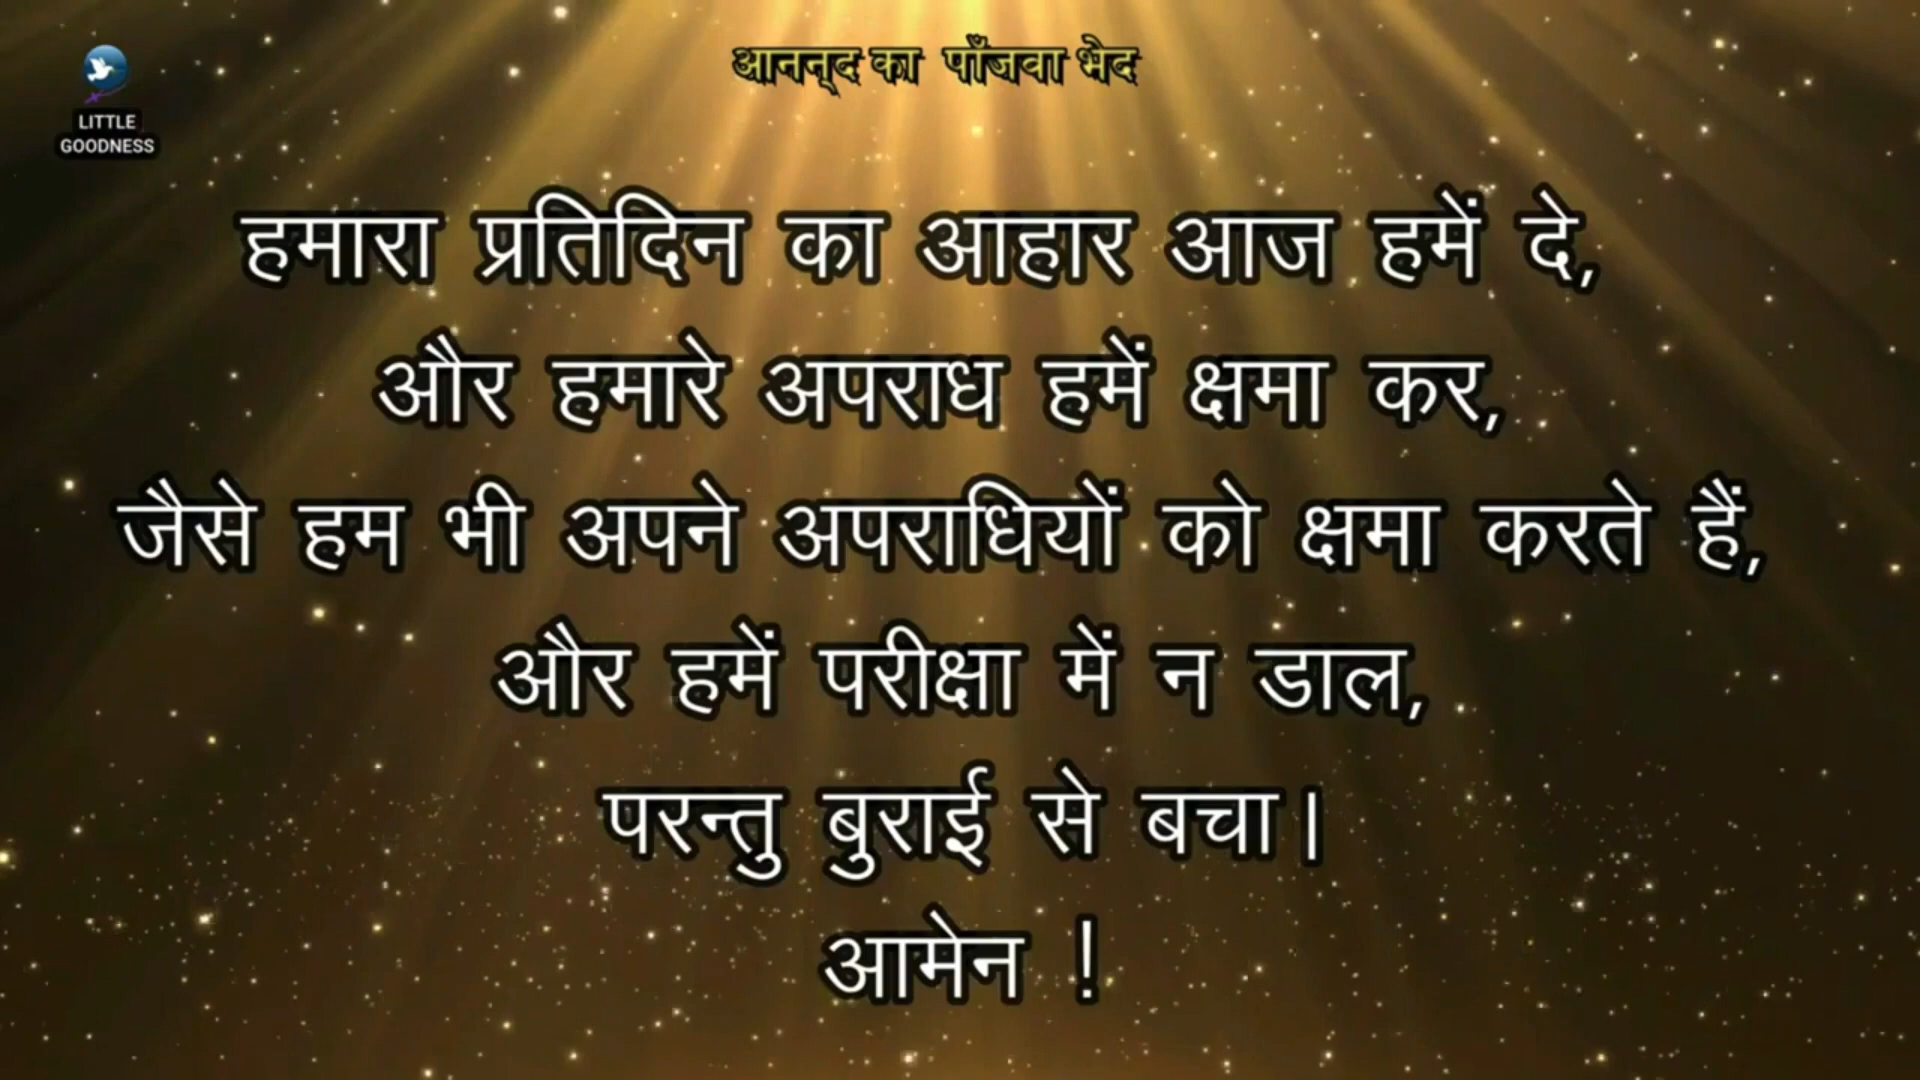 आनन्द का पाँजवा भेद
LITTLE
GOODNESS
हमारा प्रतिदिन का आहार आज हमें दे,
और हमारे अपराध हमें क्षमा कर,
जैसे हम भी अपने अपराधियों को क्षमा करते हैं,
और हमें परीक्षा में न डाल,
परन्तु बुराई से बचा।
आमेन !